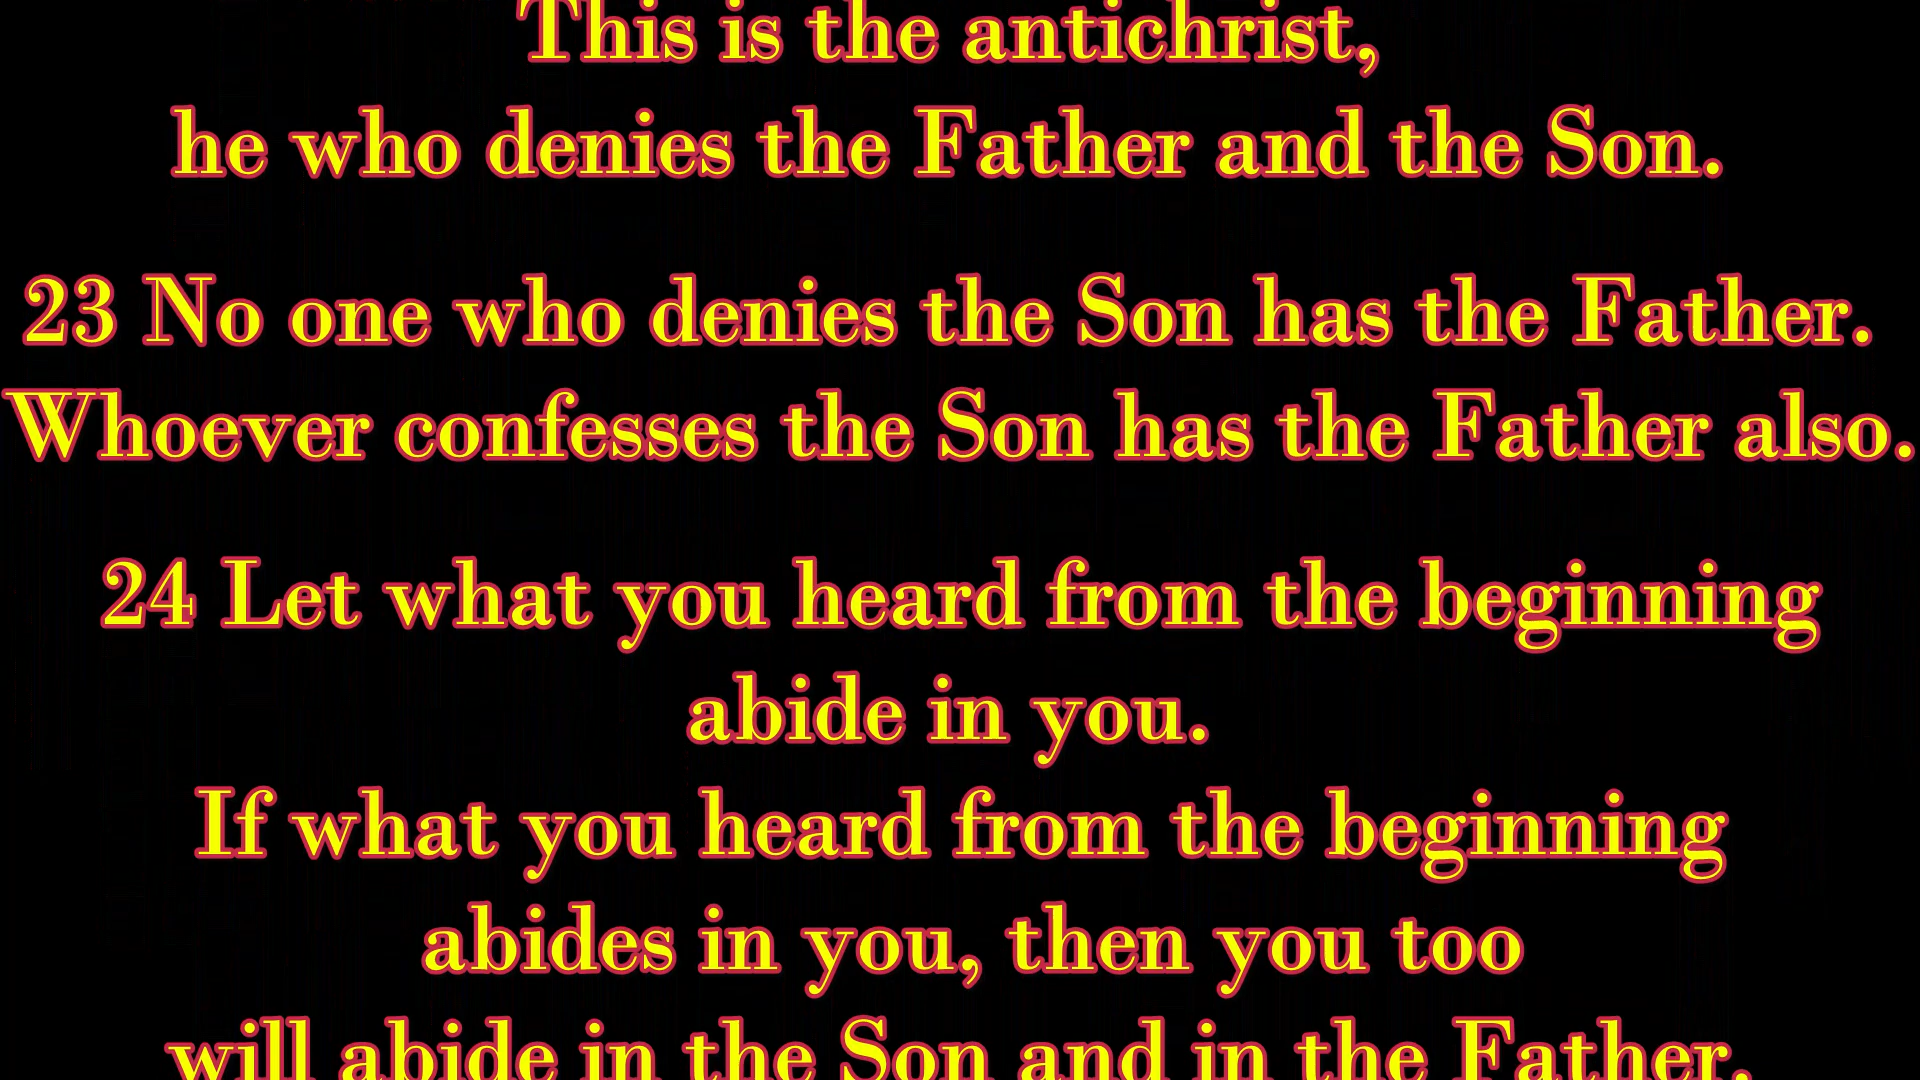 This is the antichrist,
he who denies the Father and the Son.
23 No one who denies the Son has the Father.
Whoever confesses the Son has the Father also.
24 Let what you heard from the beginning
abide in you.
If what you heard from the beginning
abides in you, then you too
will abide in the Son and in the Father.